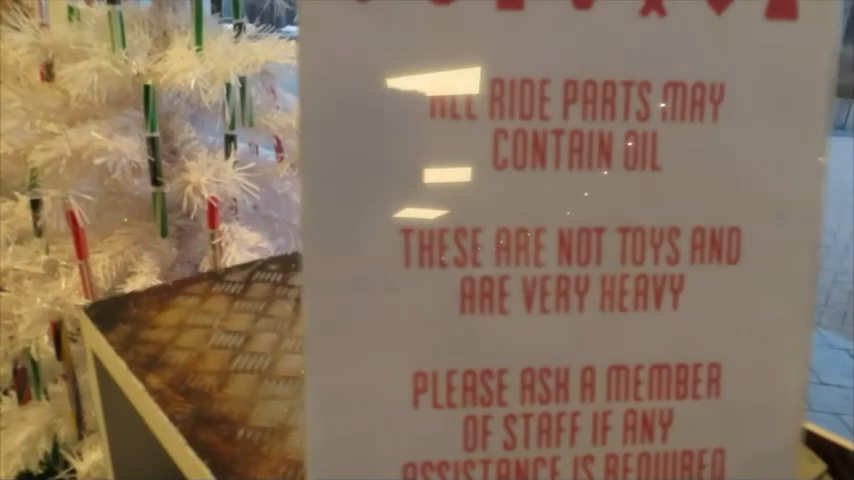 ALL RIDE PARTS MAY
CONTAIN OIL
THESE ARE NOT TOYS AND
ARE VERY HEAVY
PLEASE ASK A MEMBER
OF STAFF IF ANY
ASSISTANCE IS REQUIRED